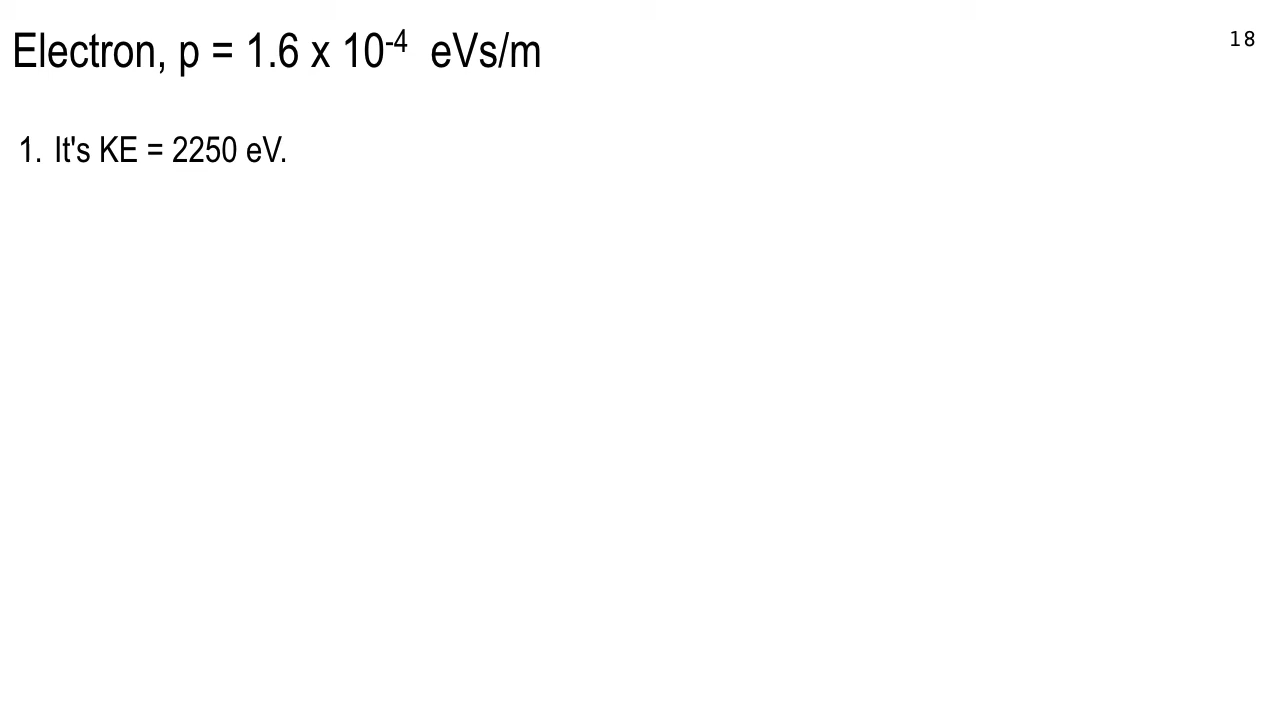 Electron, p = 1.6 x 10⁻⁴ eVs/m
18
1. It's KE = 2250 eV.